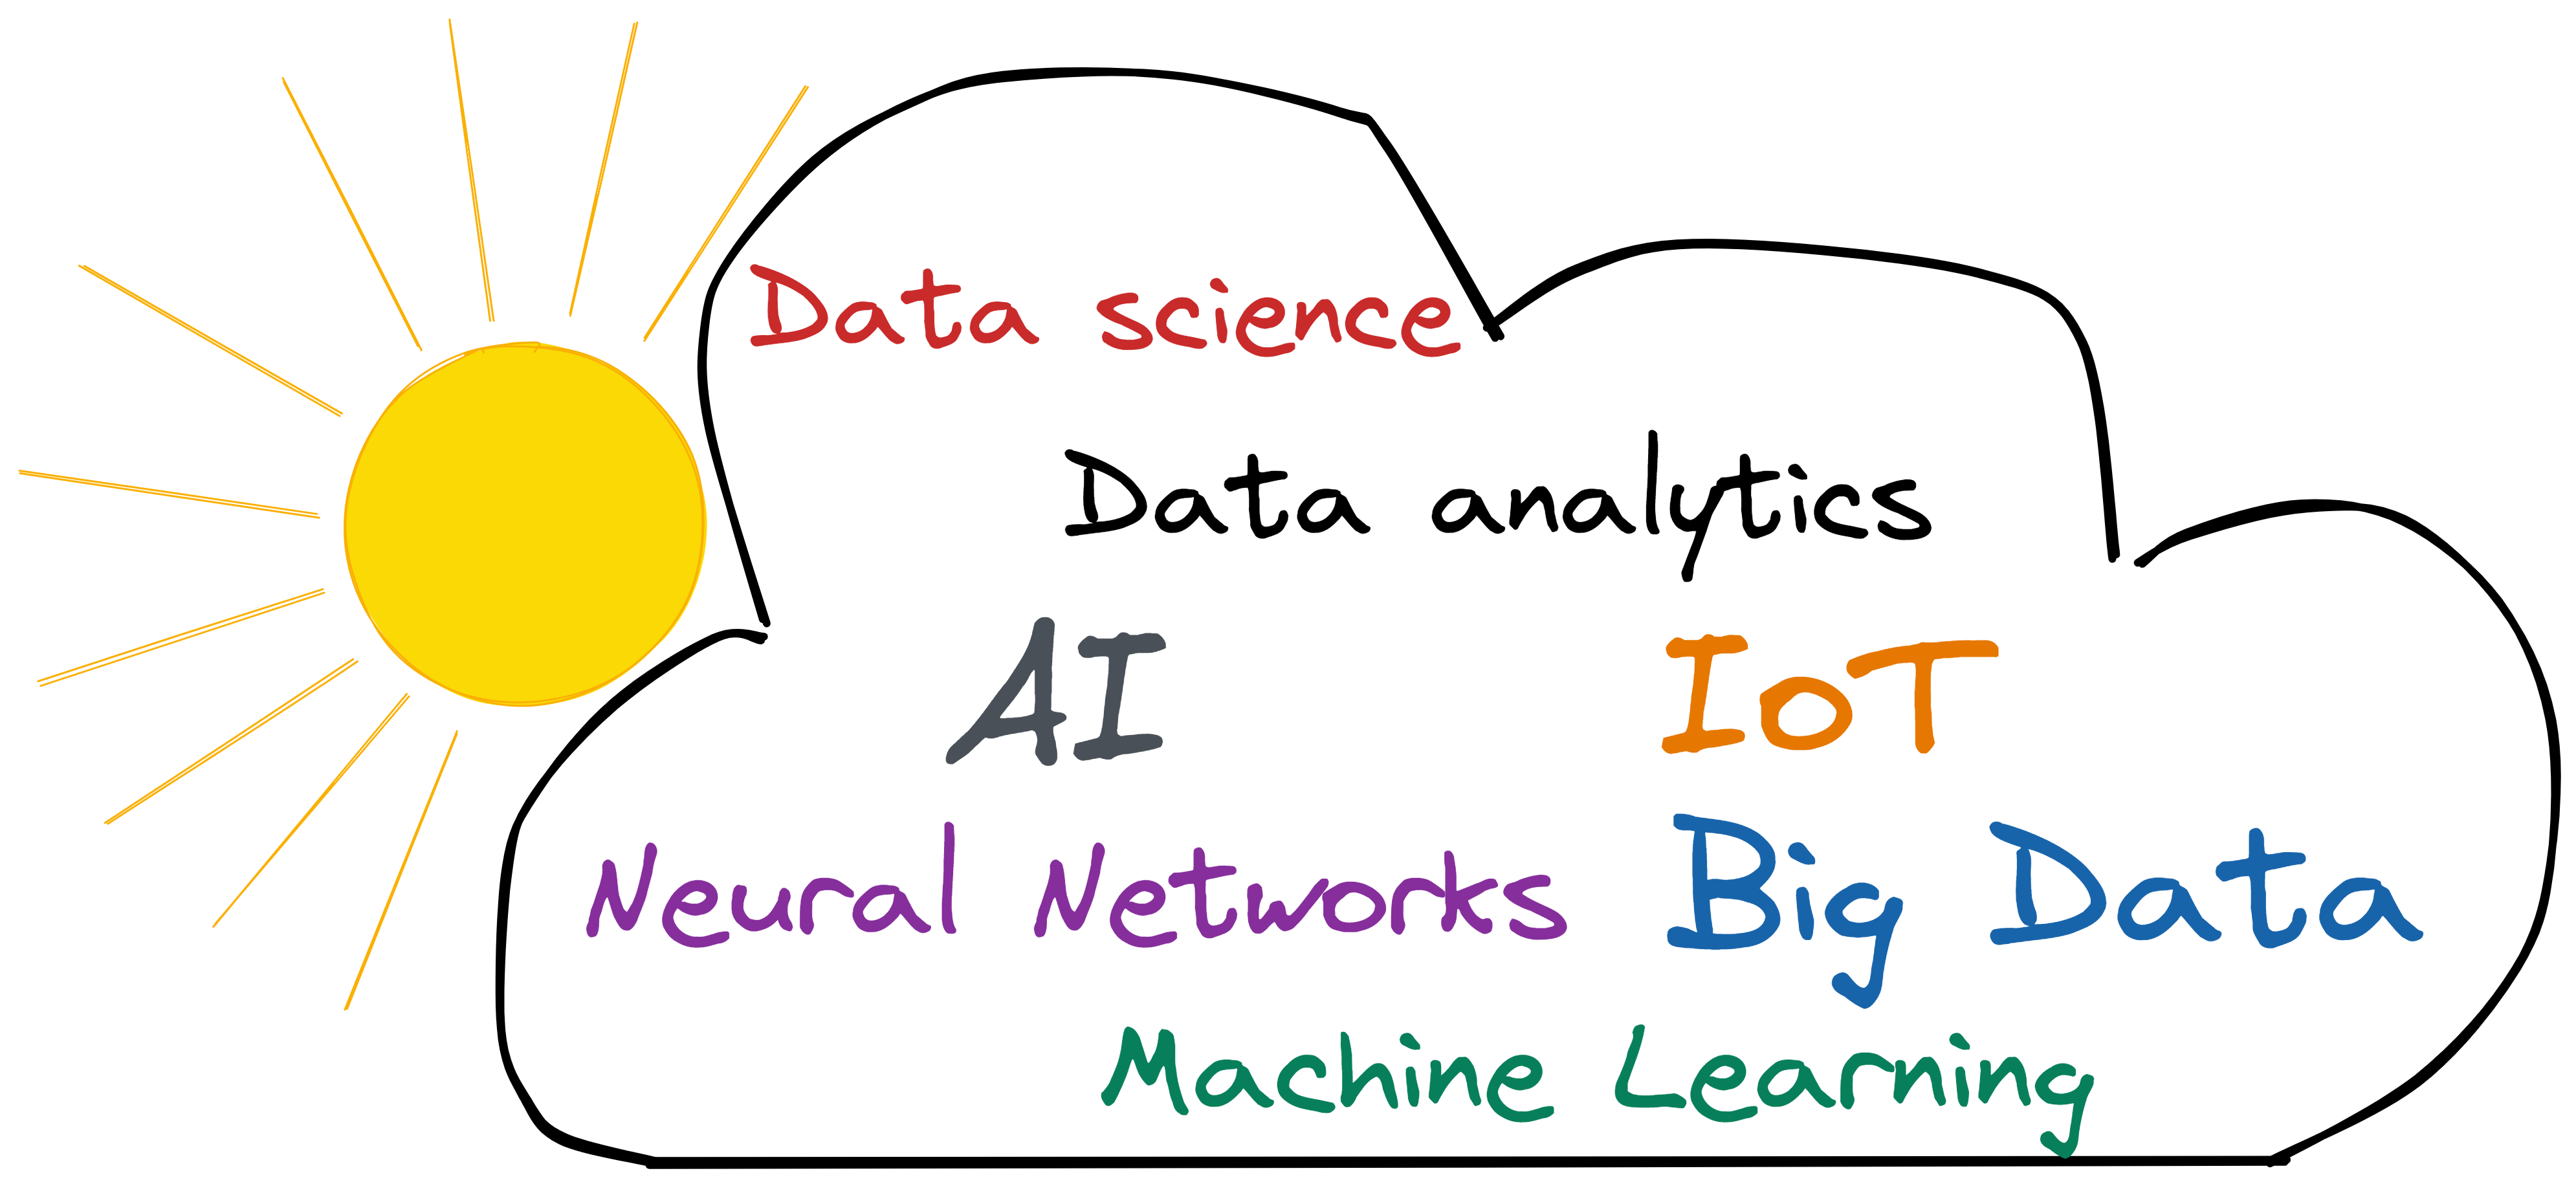 Data science
Data analytics
AI IoT
Neural Networks Big Data
Machine Learning